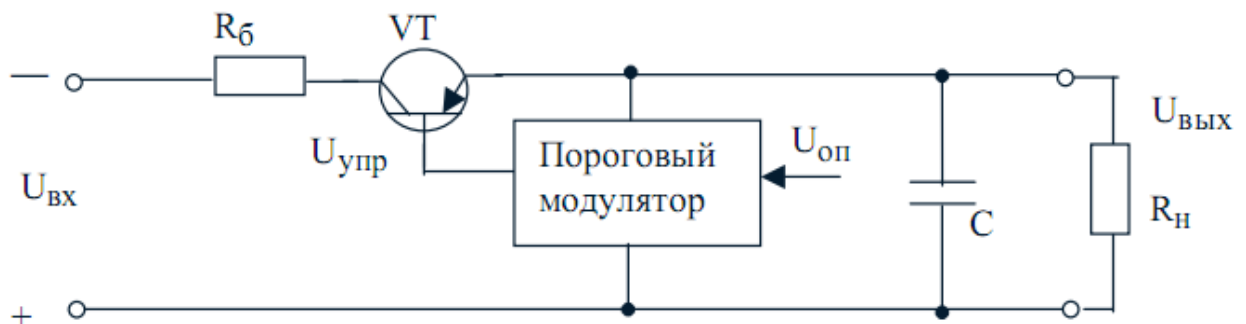 Rб
VT
—
Uвых
Uупр
Пороговый
модулятор
Uоп
Uвх
C
Rн
+